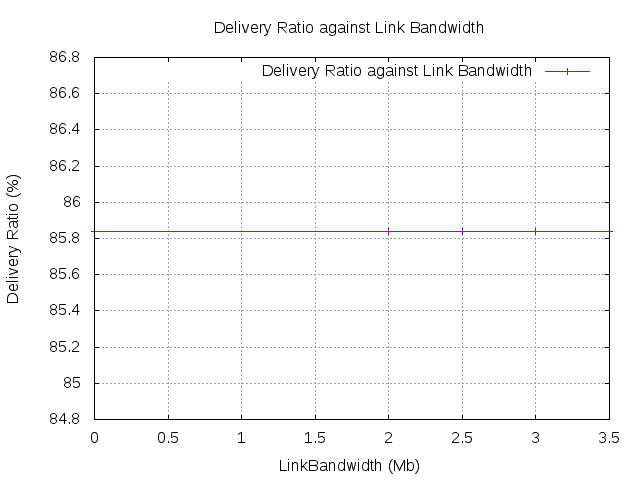 Delivery Ratio against Link Bandwidth
86.8
Delivery Ratio against Link Bandwidth
86.6
86.4
86.2
86
85.8
85.6
85.4
85.2
85
84.8
Delivery Ratio (%)
0 0.5 1 1.5 2 2.5 3 3.5
LinkBandwidth (Mb)